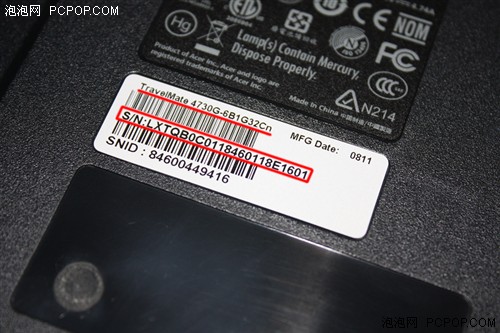 泡泡网 PCPOP.COM
Hg
Lamp(s) Contain Mercury,
Dispose Properly.
Product of Acer Inc. Acer and logo are
registered trademarks of Acer Inc.
Made in China
N214
TravelMate 4730G-6B1G32Cn
MFG Date: 0811
S/N:LXTQB0C0118460118E1601
SNID : 84600449416
泡泡网 PCPOP.COM